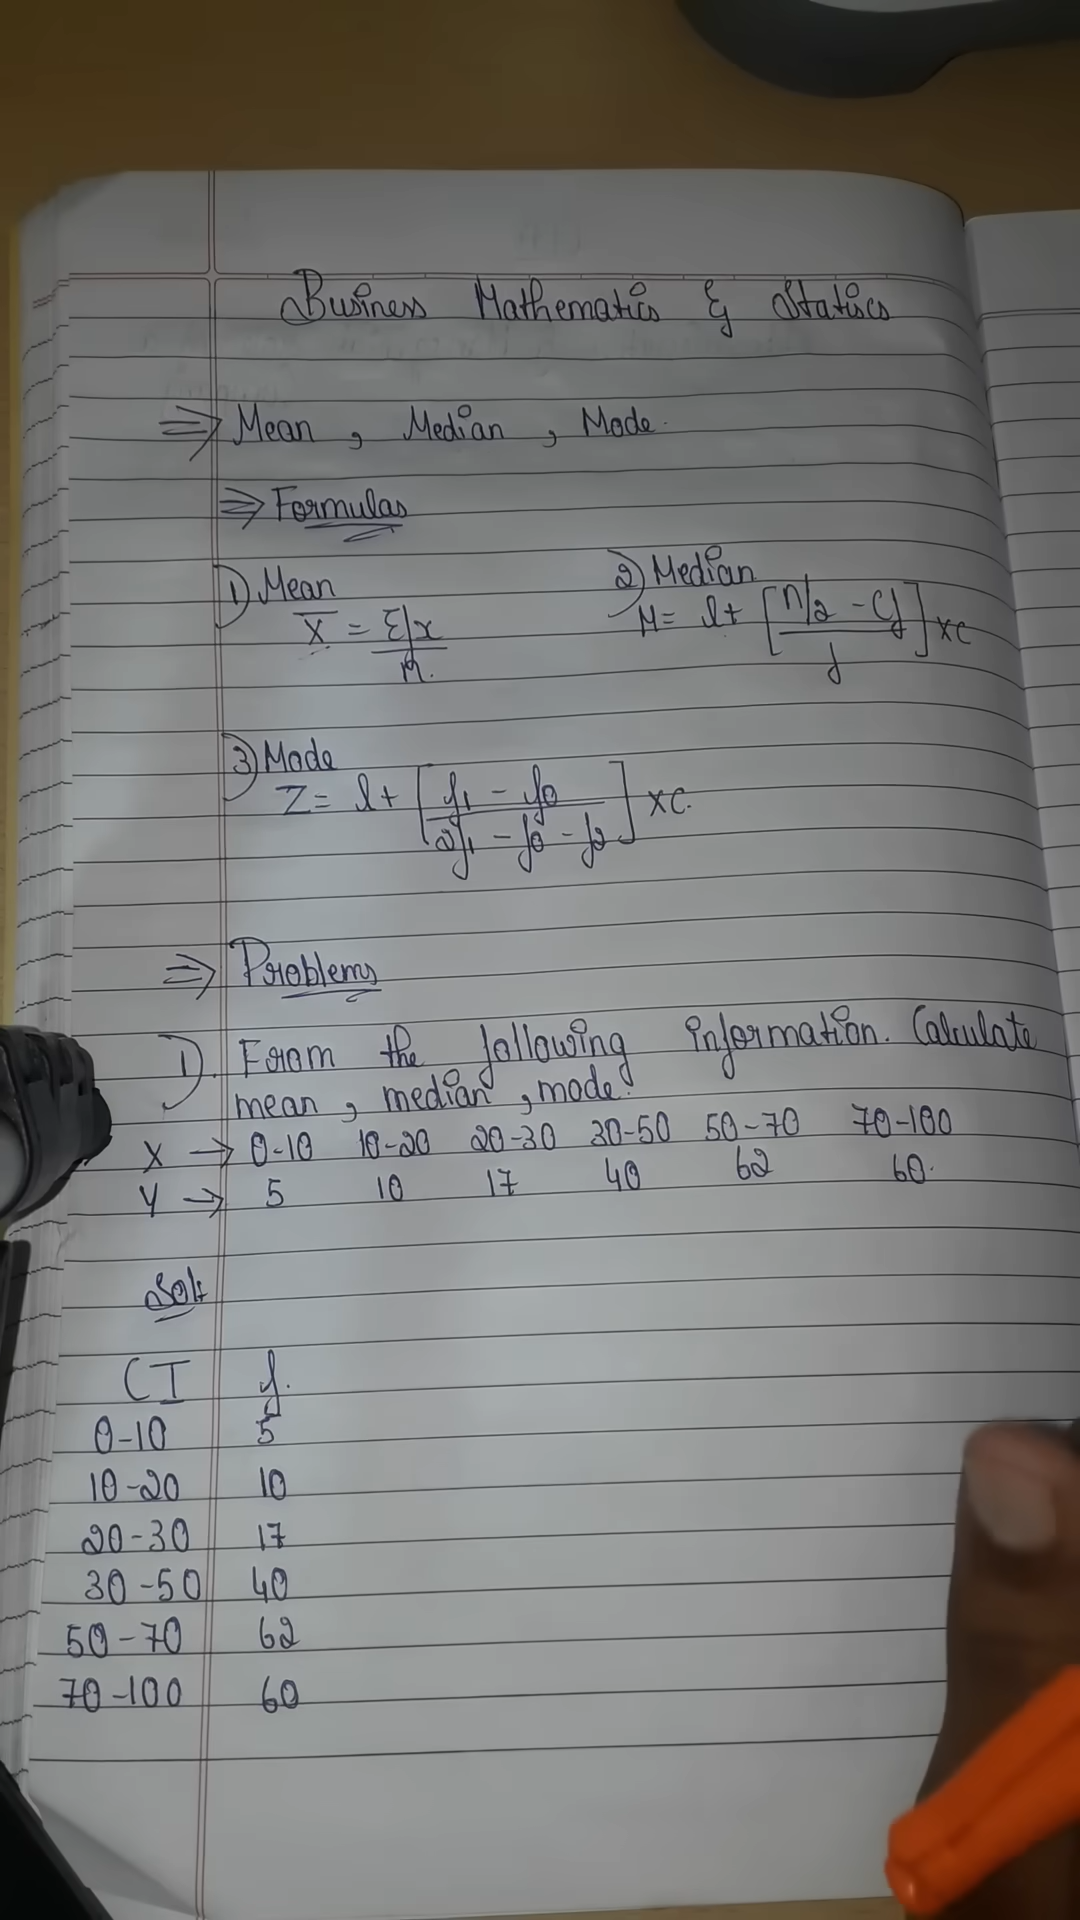 Business Mathematics & Statiscs
⇒ Mean, Median, Mode.
⇒ Formulas
1) Mean
X̄ = Σfx / n.
2) Median
M = l + [n/2 - cf / f] × c
3) Mode
Z = l + [f1 - f0 / 2f1 - f0 - f2] × c.
⇒ Problems
1). From the following information. Calculate
mean, median, mode.
X → 0-10 10-20 20-30 30-50 50-70 70-100
Y → 5 10 17 40 62 60.
Sol:
CI f.
0-10 5
10-20 10
20-30 17
30-50 40
50-70 62
70-100 60